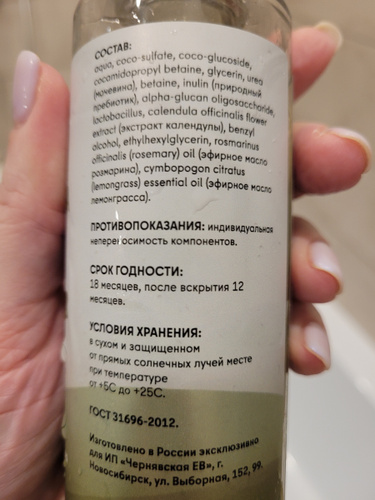 СОСТАВ:
aqua, coco-sulfate, coco-glucoside,
cocamidopropyl betaine, glycerin, urea
(мочевина), betaine, inulin (природный
пребиотик), alpha-glucan oligosaccharide,
lactobacillus, calendula officinalis flower
extract (экстракт календулы), benzyl
alcohol, ethylhexylglycerin, rosmarinus
officinalis (rosemary) oil (эфирное масло
розмарина), cymbopogon citratus
(lemongrass) essential oil (эфирное масло
лемонграсса).
ПРОТИВОПОКАЗАНИЯ: индивидуальная
непереносимость компонентов.
СРОК ГОДНОСТИ:
18 месяцев, после вскрытия 12
месяцев.
УСЛОВИЯ ХРАНЕНИЯ:
в сухом и защищенном
от прямых солнечных лучей месте
при температуре
от +5С до +25С.
ГОСТ 31696-2012.
Изготовлено в России эксклюзивно
для ИП «Чернявская ЕВ», г.
Новосибирск, ул. Выборная, 152, 99.